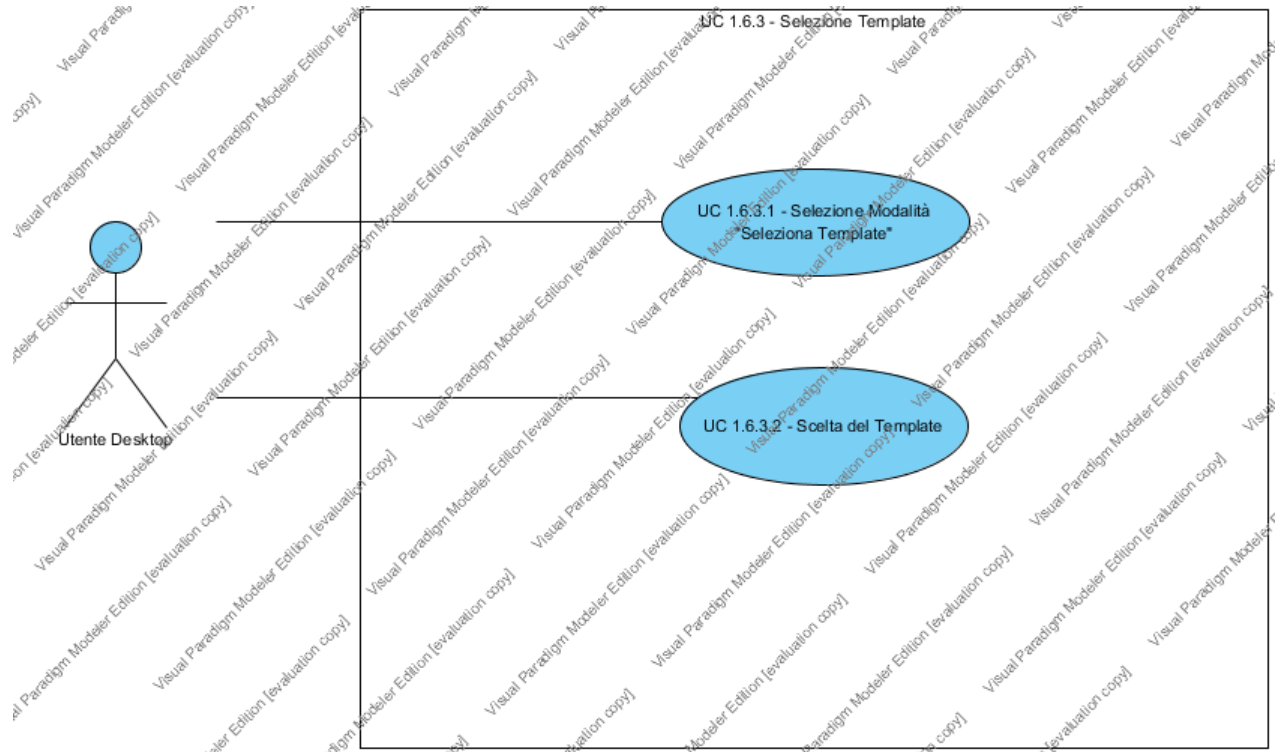 UC 1.6.3 - Selezione Template
UC 1.6.3.1 - Selezione Modalità
"Seleziona Template"
UC 1.6.3.2 - Scelta del Template
Utente Desktop
Visual Paradigm Modeler Edition [evaluation copy]